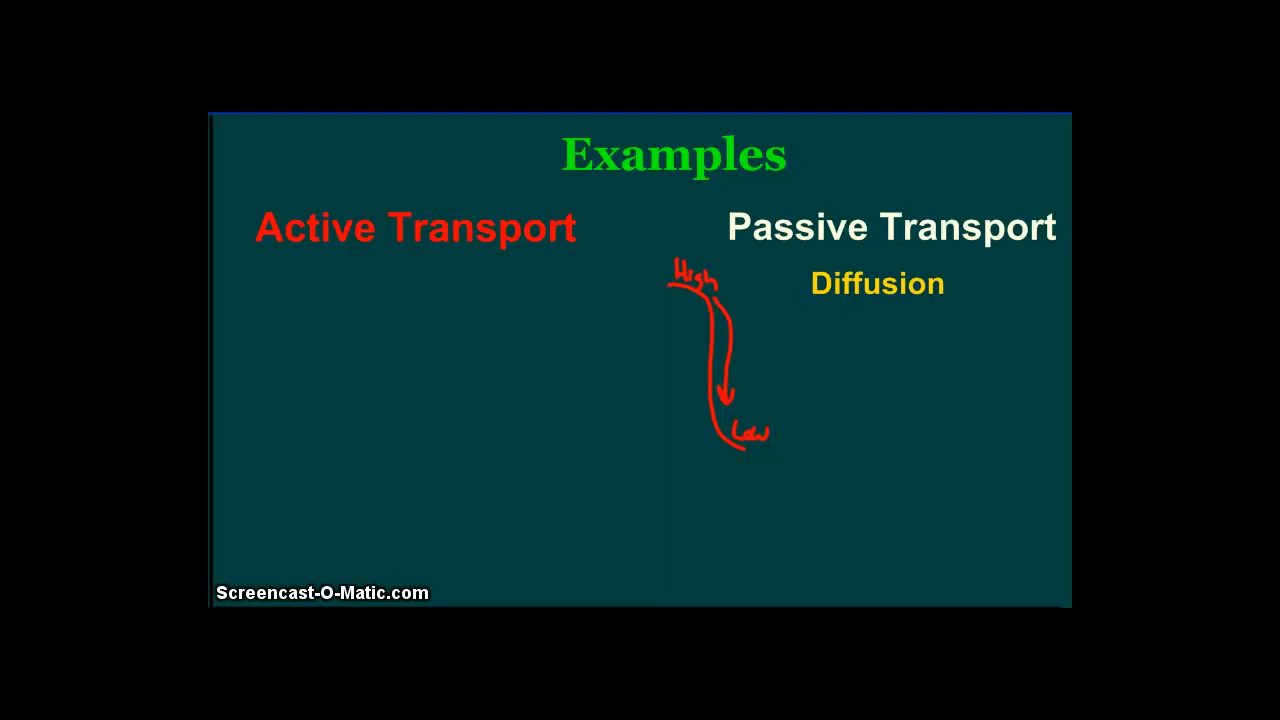 Examples
Active Transport
Passive Transport
High
Diffusion
Low
Screencast-O-Matic.com